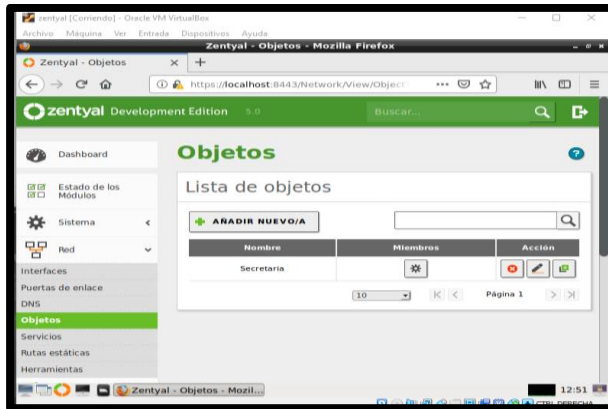 zentyal [Corriendo] - Oracle VM VirtualBox
Archivo Máquina Ver Entrada Dispositivos Ayuda
Zentyal - Objetos - Mozilla Firefox
Zentyal - Objetos
https://localhost:8443/Network/View/Object
zentyal Development Edition 5.0 Buscar...
Dashboard
Estado de los
Módulos
Sistema
Red
Interfaces
Puertas de enlace
DNS
Objetos
Servicios
Rutas estáticas
Herramientas
Objetos
Lista de objetos
AÑADIR NUEVO/A
Nombre Miembros Acción
Secretaria
10 Página 1
Zentyal - Objetos - Mozil... 12:51
CTRL DERECHA